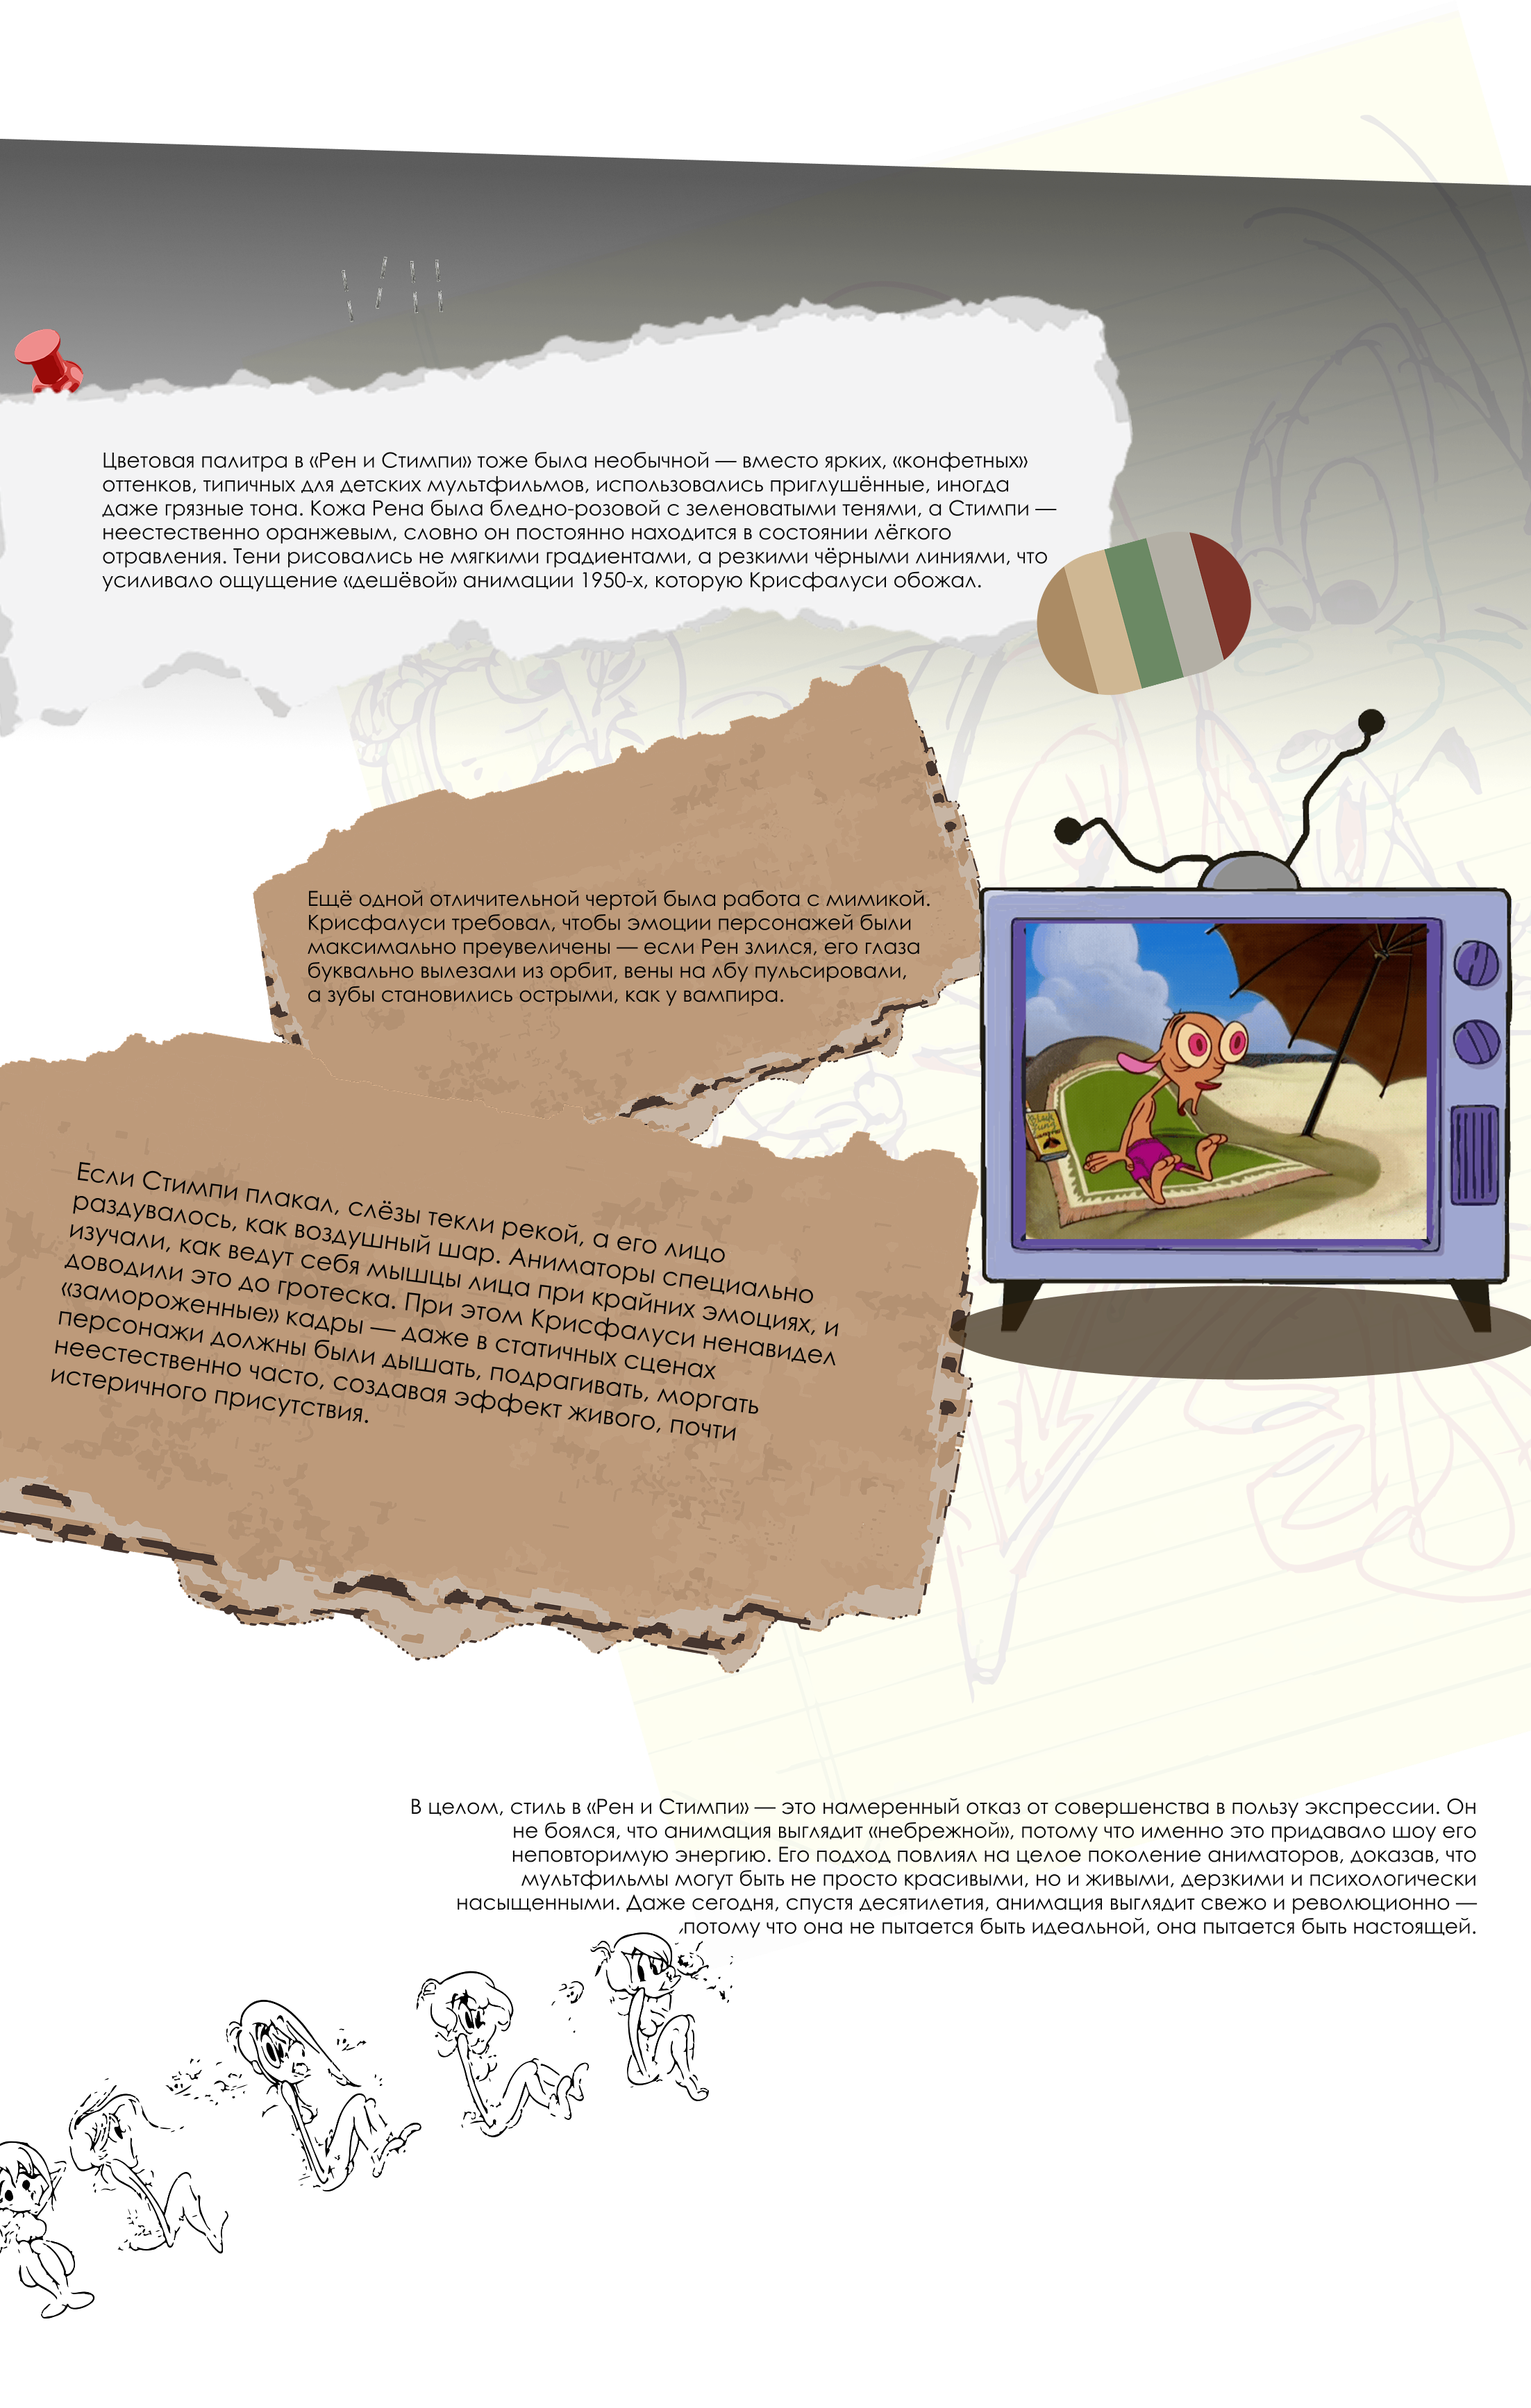 Цветовая палитра в «Рен и Стимпи» тоже была необычной — вместо ярких, «конфетных»
оттенков, типичных для детских мультфильмов, использовались приглушённые, иногда
даже грязные тона. Кожа Рена была бледно-розовой с зеленоватыми тенями, а Стимпи —
неестественно оранжевым, словно он постоянно находится в состоянии лёгкого
отравления. Тени рисовались не мягкими градиентами, а резкими чёрными линиями, что
усиливало ощущение «дешёвой» анимации 1950-х, которую Крисфалуси обожал.
Ещё одной отличительной чертой была работа с мимикой.
Крисфалуси требовал, чтобы эмоции персонажей были
максимально преувеличены — если Рен злился, его глаза
буквально вылезали из орбит, вены на лбу пульсировали,
а зубы становились острыми, как у вампира.
Если Стимпи плакал, слёзы текли рекой, а его лицо
раздувалось, как воздушный шар. Аниматоры специально
изучали, как ведут себя мышцы лица при крайних эмоциях, и
доводили это до гротеска. При этом Крисфалуси ненавидел
«замороженные» кадры — даже в статичных сценах
персонажи должны были дышать, подрагивать, моргать
неестественно часто, создавая эффект живого, почти
истеричного присутствия.
В целом, стиль в «Рен и Стимпи» — это намеренный отказ от совершенства в пользу экспрессии. Он
не боялся, что анимация выглядит «небрежной», потому что именно это придавало шоу его
неповторимую энергию. Его подход повлиял на целое поколение аниматоров, доказав, что
мультфильмы могут быть не просто красивыми, но и живыми, дерзкими и психологически
насыщенными. Даже сегодня, спустя десятилетия, анимация выглядит свежо и революционно —
потому что она не пытается быть идеальной, она пытается быть настоящей.